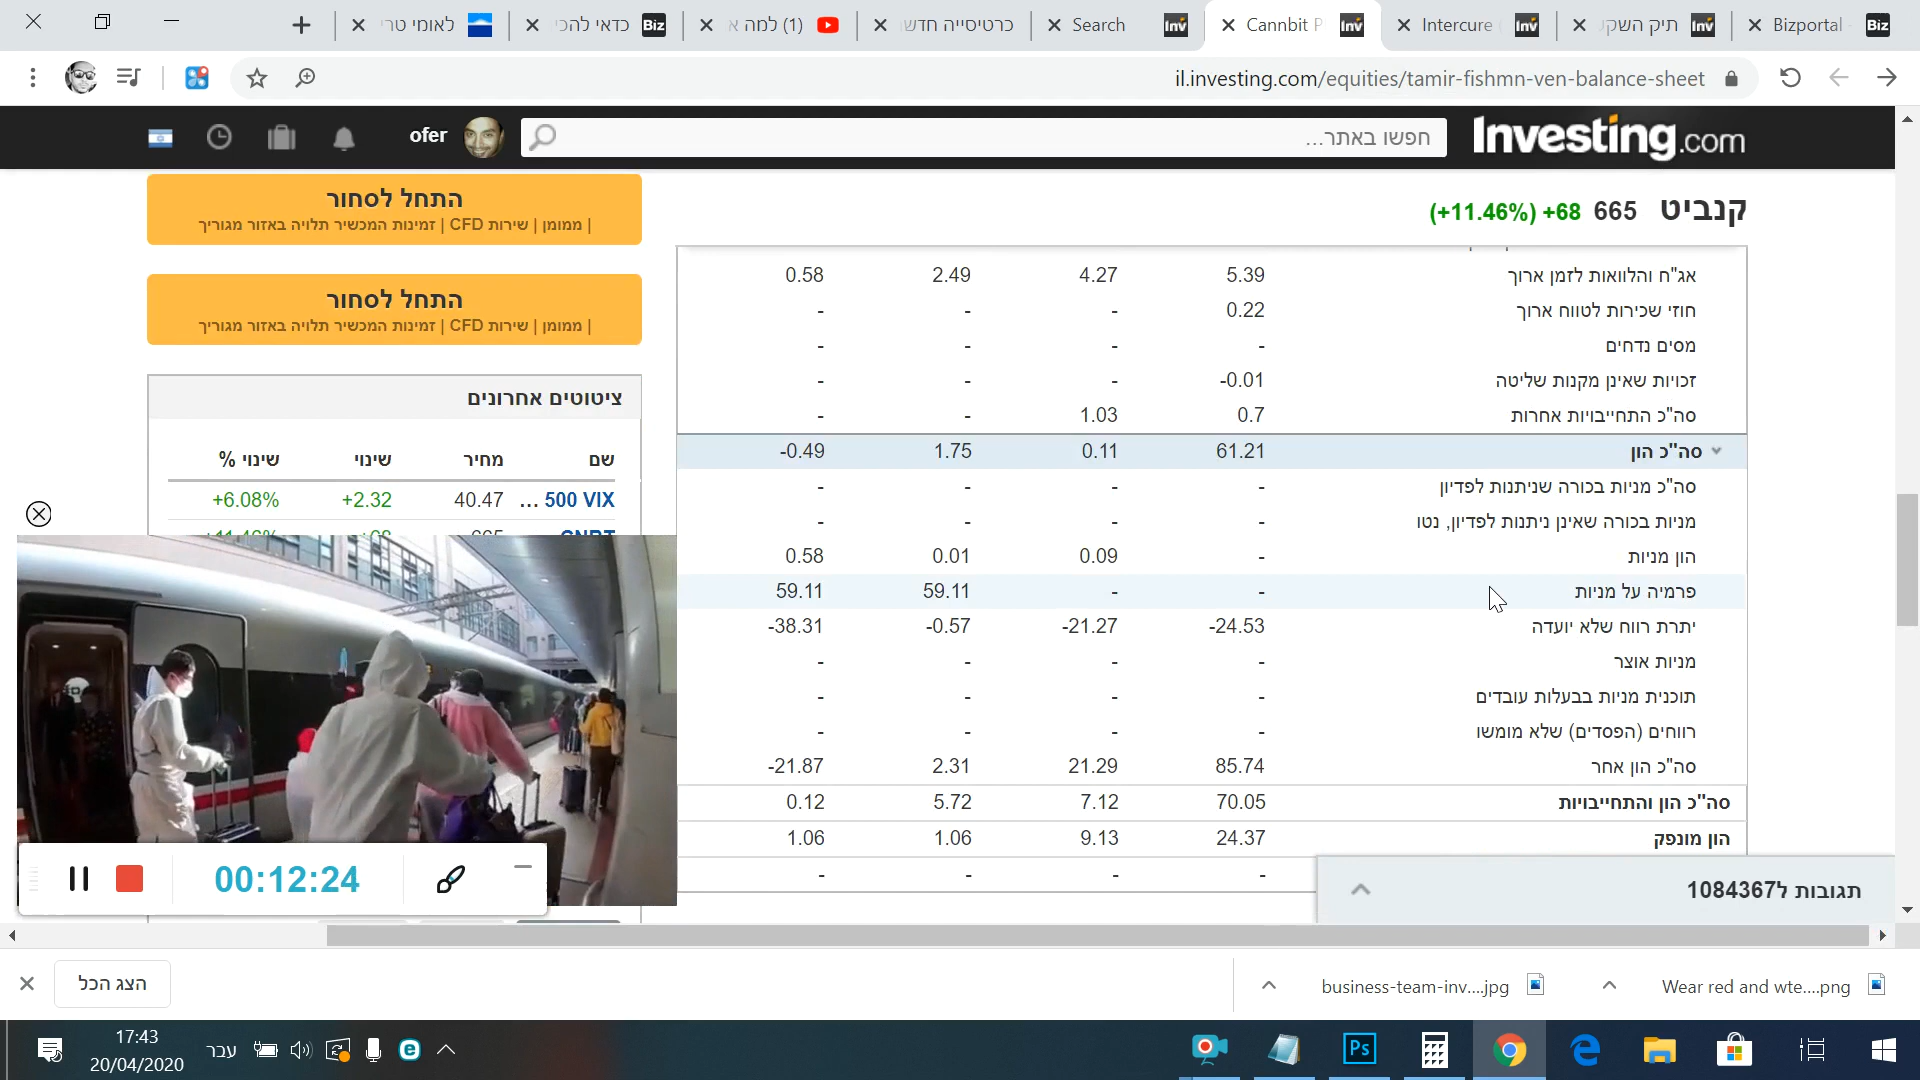 לאומי טרי
כדאי להכי
(1) למה א
כרטיסייה חדשה
Search
Cannbit P
Intercure
תיק השקע
Bizportal
il.investing.com/equities/tamir-fishmn-ven-balance-sheet
ofer
חפשו באתר...
Investing.com
קנביט 665 +68 (+11.46%)
התחל לסחור
| ממומן | שירות CFD | זמינות המכשיר תלויה באזור מגוריך
התחל לסחור
| ממומן | שירות CFD | זמינות המכשיר תלויה באזור מגוריך
ציטוטים אחרונים
שם מחיר שינוי שינוי %
500 VIX ... 40.47 +2.32 +6.08%
אג"ח והלוואות לזמן ארוך 5.39 4.27 2.49 0.58
חוזי שכירות לטווח ארוך 0.22 - - -
מסים נדחים - - - -
זכויות שאינן מקנות שליטה -0.01 - - -
סה"כ התחייבויות אחרות 0.7 1.03 - -
סה"כ הון 61.21 0.11 1.75 -0.49
סה"כ מניות בכורה שניתנות לפדיון - - - -
מניות בכורה שאינן ניתנות לפדיון, נטו - - - -
הון מניות - 0.09 0.01 0.58
פרמיה על מניות - - 59.11 59.11
יתרת רווח שלא יועדה -24.53 -21.27 -0.57 -38.31
מניות אוצר - - - -
תוכנית מניות בבעלות עובדים - - - -
רווחים (הפסדים) שלא מומשו - - - -
סה"כ הון אחר 85.74 21.29 2.31 -21.87
סה"כ הון והתחייבויות 70.05 7.12 5.72 0.12
הון מונפק 24.37 9.13 1.06 1.06
- - - -
תגובות ל1084367
00:12:24
הצג הכל
business-team-inv....jpg
Wear red and wte....png
17:43
20/04/2020
עבר
Ps